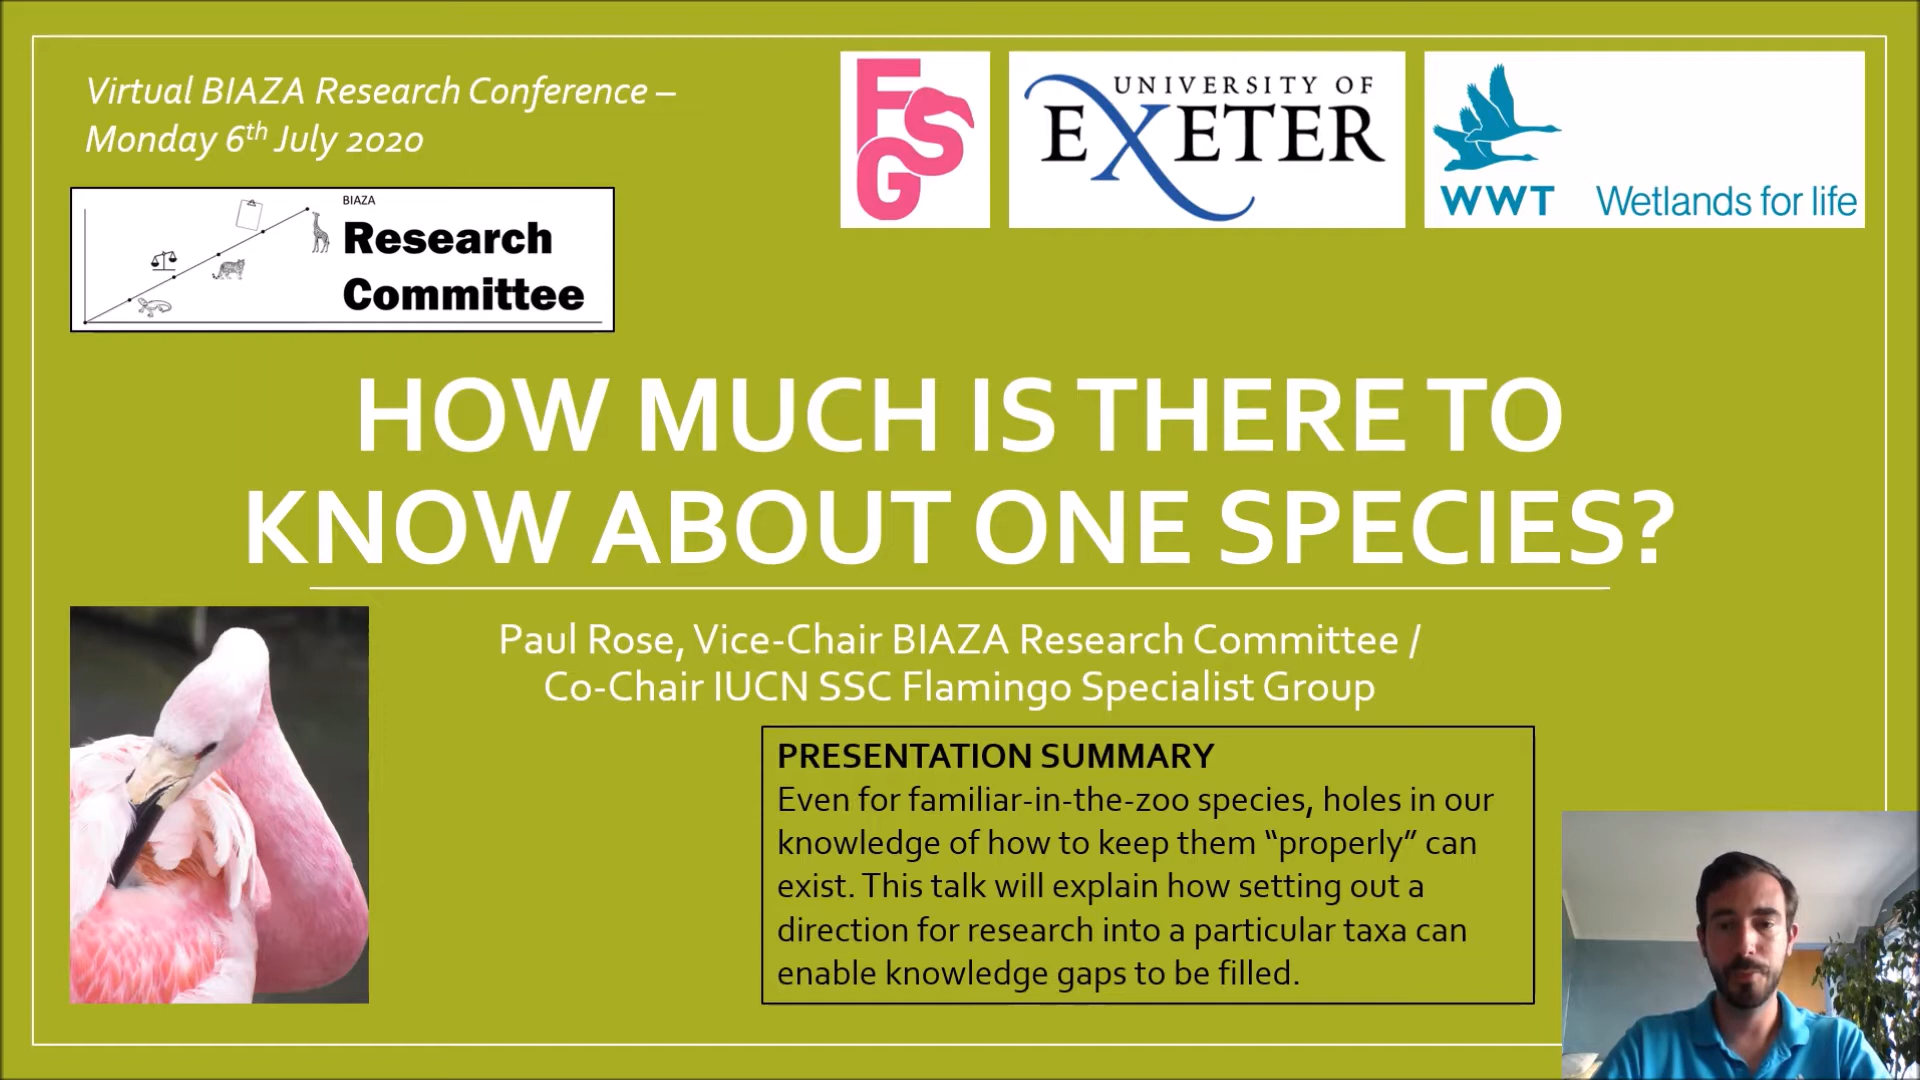 Virtual BIAZA Research Conference –
Monday 6th July 2020
FSG
UNIVERSITY OF
EXETER
WWT Wetlands for life
BIAZA
Research
Committee
HOW MUCH IS THERE TO
KNOW ABOUT ONE SPECIES?
Paul Rose, Vice-Chair BIAZA Research Committee /
Co-Chair IUCN SSC Flamingo Specialist Group
PRESENTATION SUMMARY
Even for familiar-in-the-zoo species, holes in our
knowledge of how to keep them “properly” can
exist. This talk will explain how setting out a
direction for research into a particular taxa can
enable knowledge gaps to be filled.